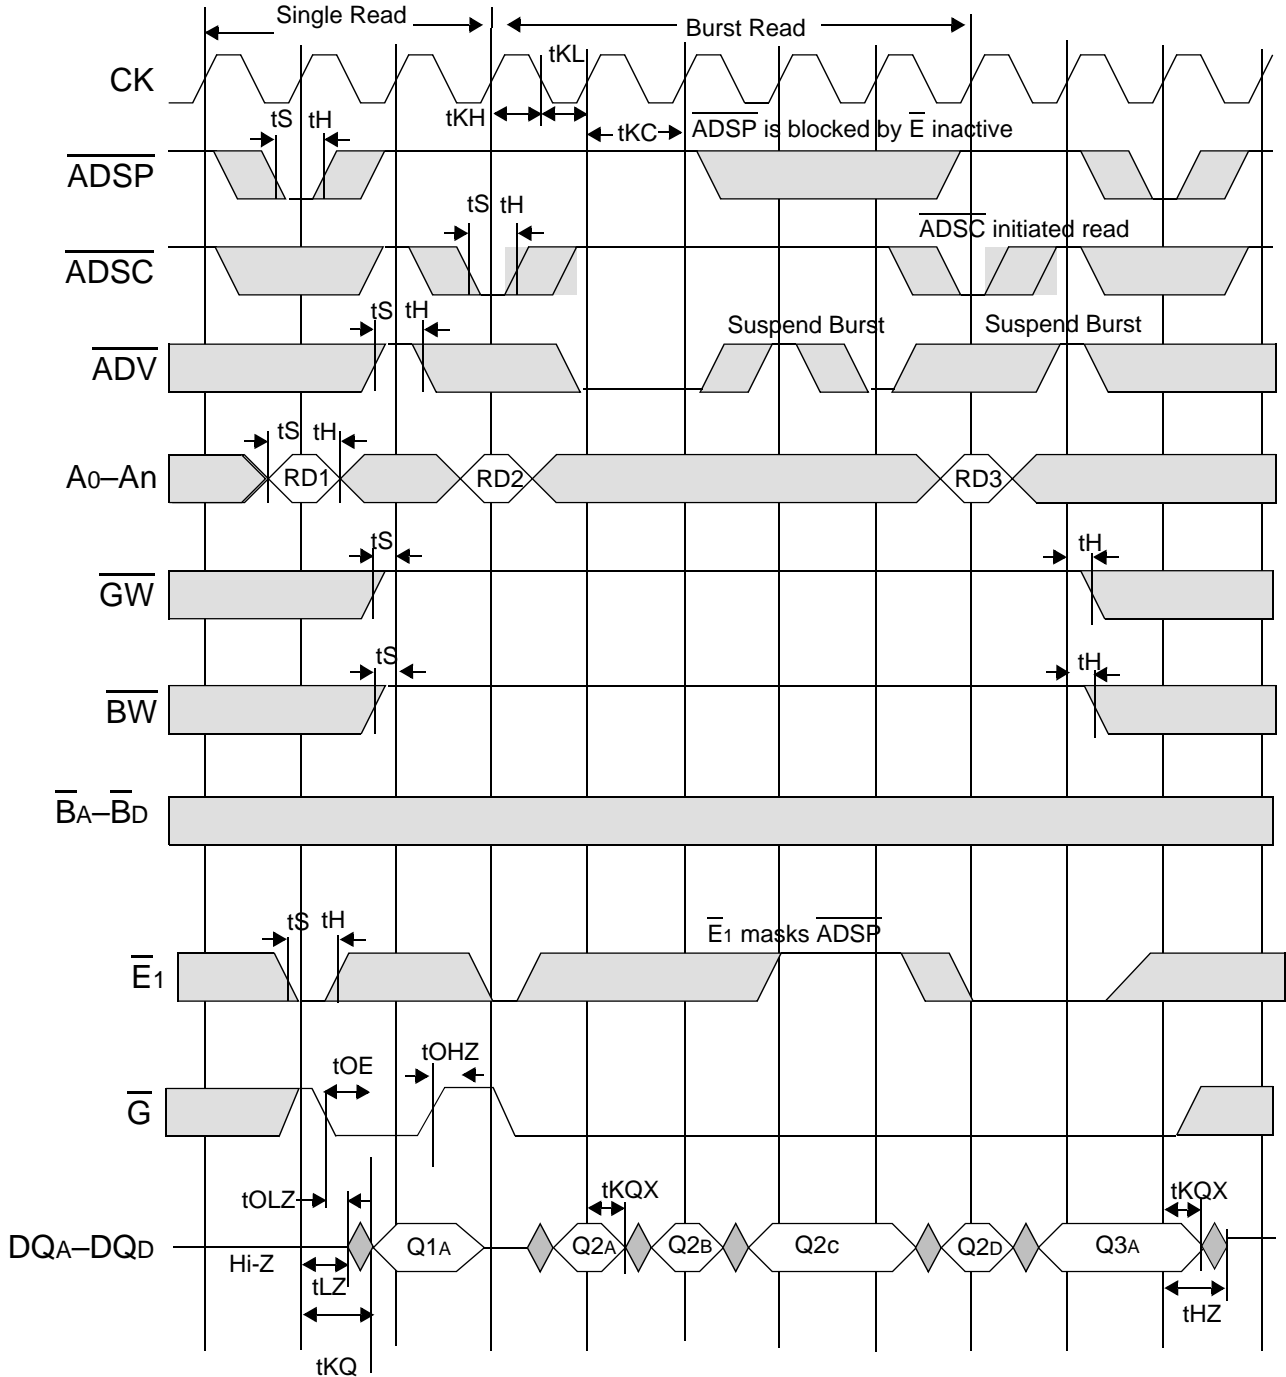 Single Read
Burst Read
CK
tKL
tKH
tKC
ADSP is blocked by E inactive
tS tH
ADSP
tS tH
ADSC initiated read
ADSC
tS tH
Suspend Burst
Suspend Burst
ADV
tS tH
A0–An
RD1
RD2
RD3
tS
tH
GW
tS
tH
BW
BA–BD
tS tH
E1 masks ADSP
E1
tOE
tOHZ
G
tOLZ
tKQX
tKQX
DQA–DQD
Q1A
Q2A
Q2B
Q2c
Q2D
Q3A
Hi-Z
tLZ
tHZ
tKQ